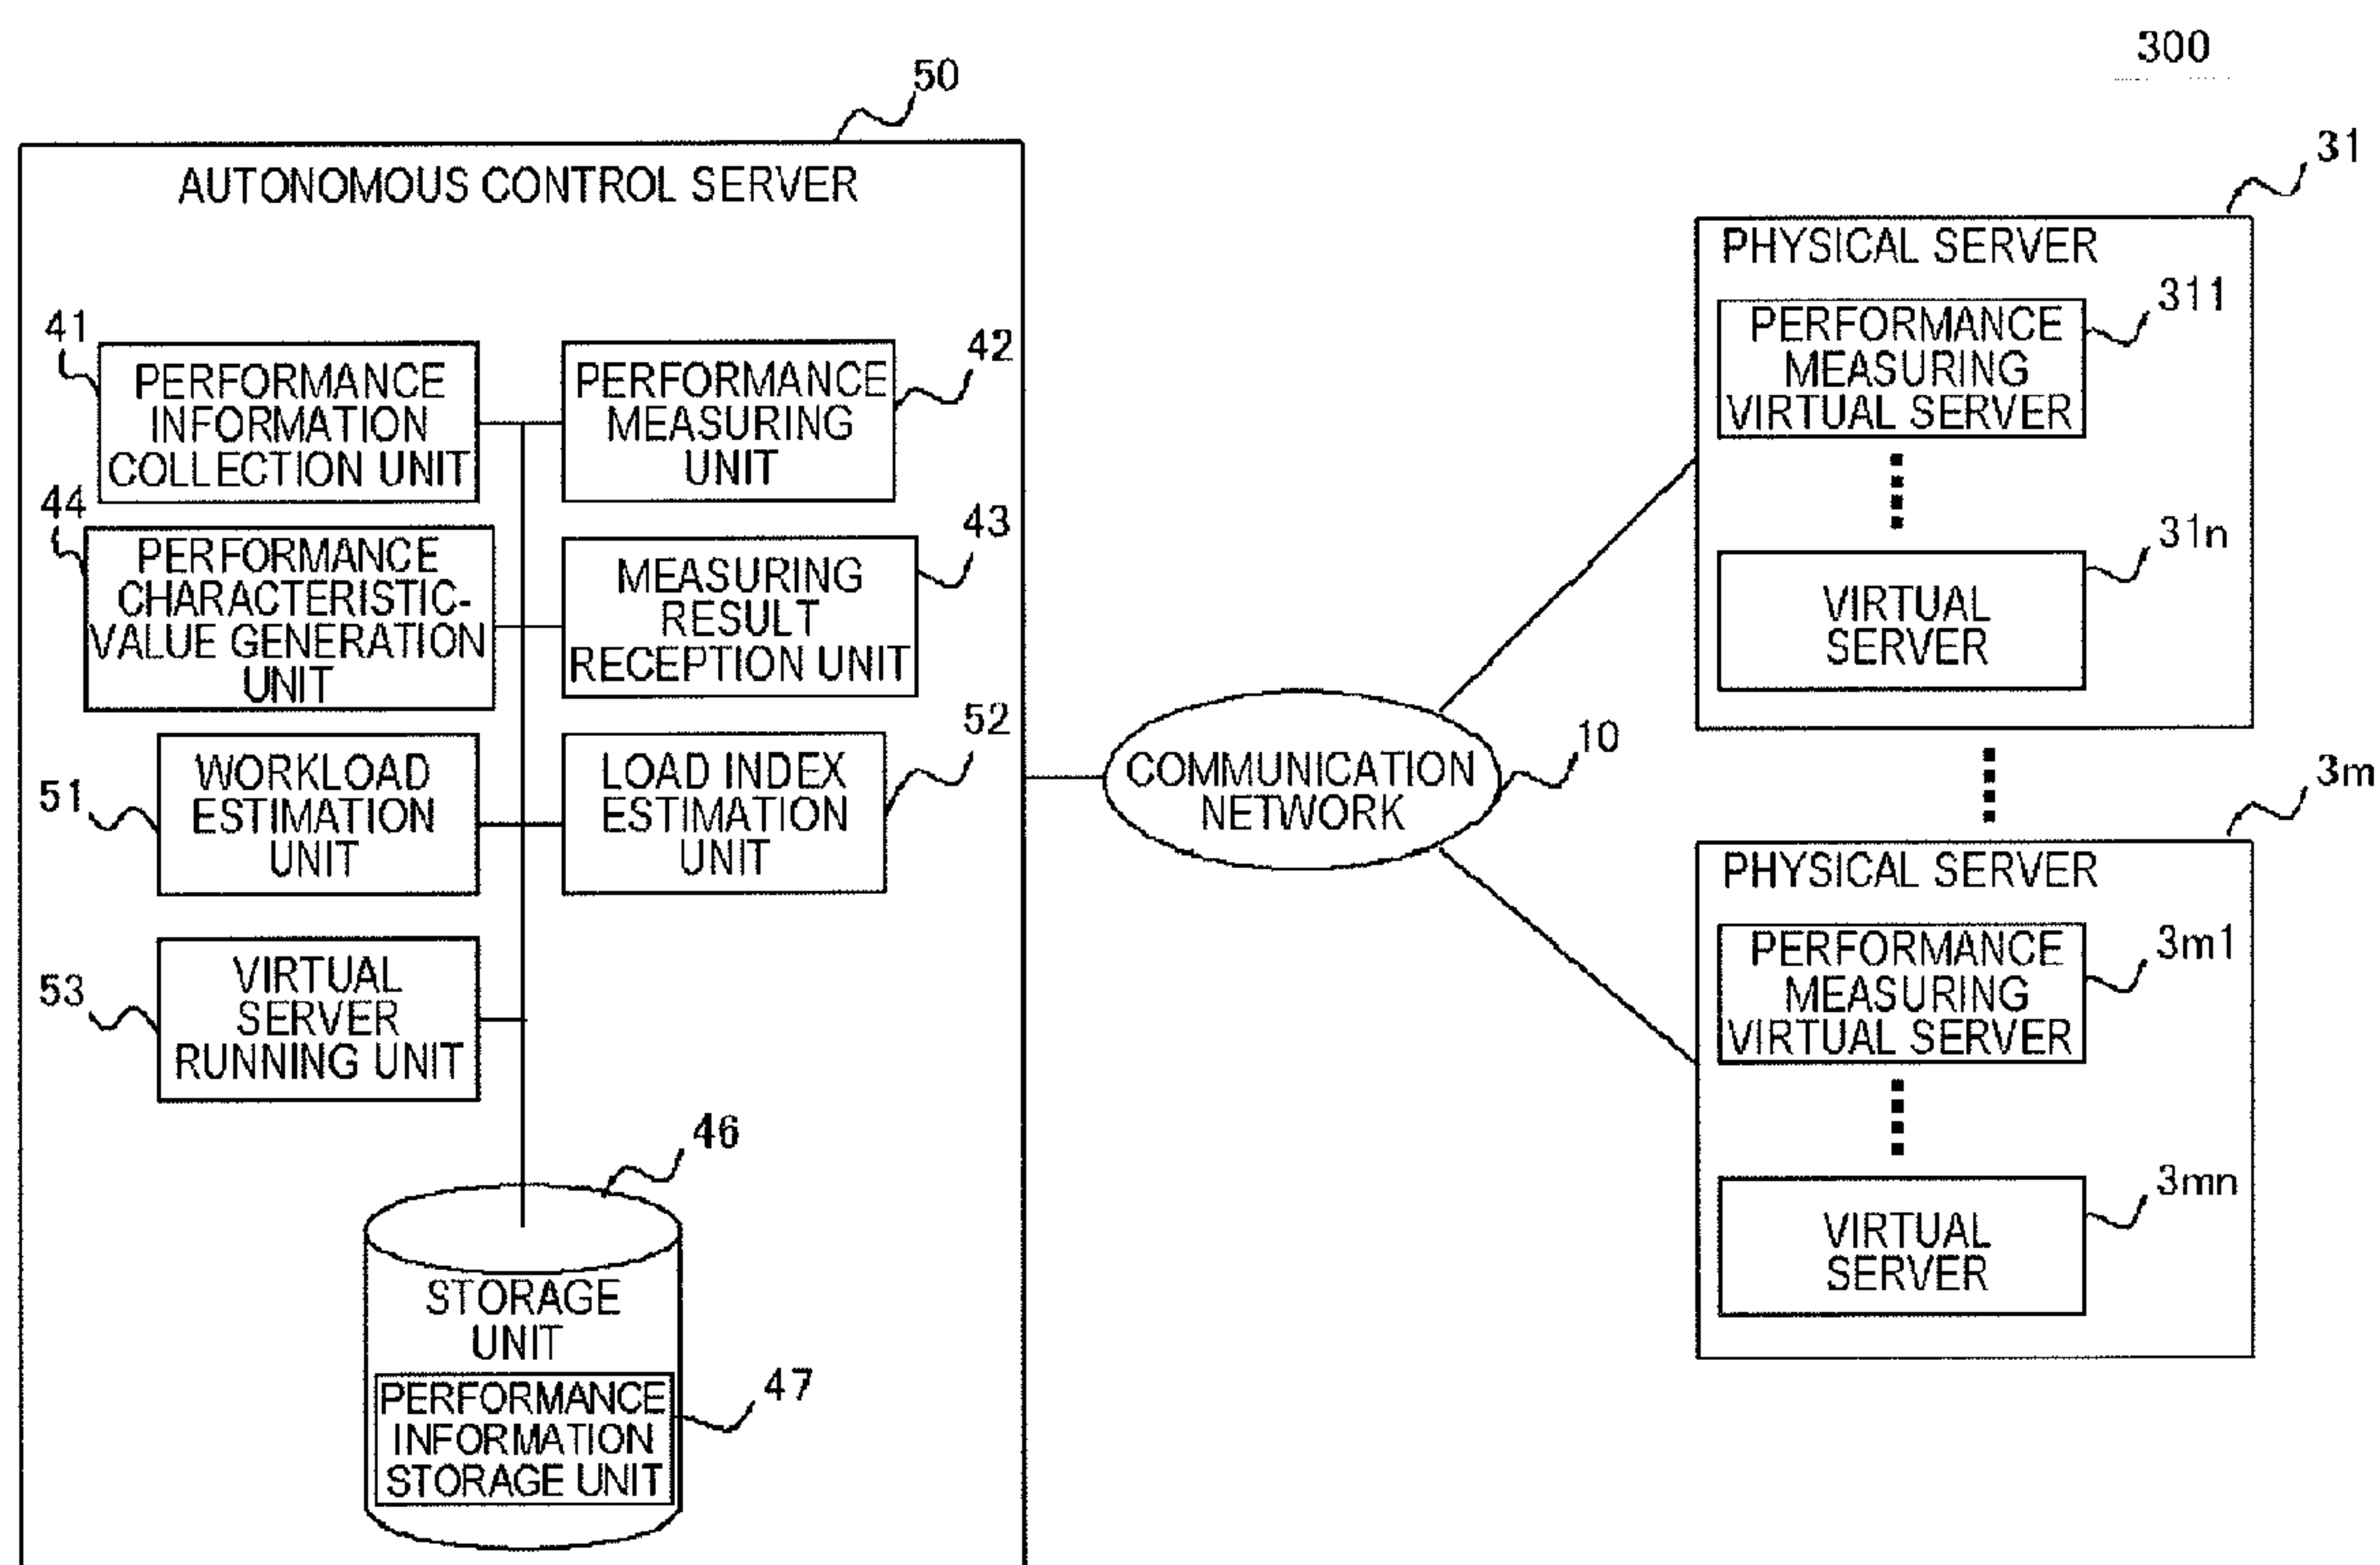 300
50
AUTONOMOUS CONTROL SERVER
41
PERFORMANCE
INFORMATION
COLLECTION UNIT
42
PERFORMANCE
MEASURING
UNIT
44
PERFORMANCE
CHARACTERISTIC-
VALUE GENERATION
UNIT
43
MEASURING
RESULT
RECEPTION UNIT
51
WORKLOAD
ESTIMATION
UNIT
52
LOAD INDEX
ESTIMATION
UNIT
53
VIRTUAL
SERVER
RUNNING UNIT
46
STORAGE
UNIT
47
PERFORMANCE
INFORMATION
STORAGE UNIT
COMMUNICATION
NETWORK
10
31
PHYSICAL SERVER
311
PERFORMANCE
MEASURING
VIRTUAL SERVER
31n
VIRTUAL
SERVER
3m
PHYSICAL SERVER
3m1
PERFORMANCE
MEASURING
VIRTUAL SERVER
3mn
VIRTUAL
SERVER